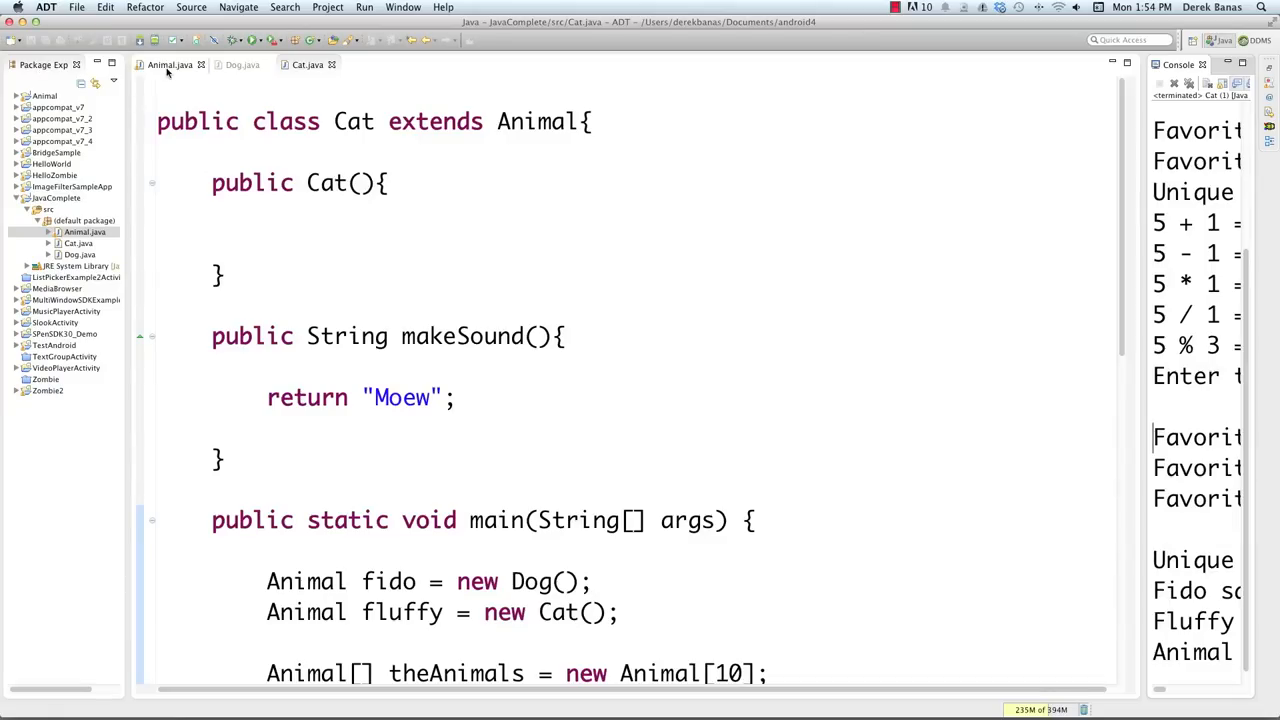 ADT File Edit Refactor Source Navigate Search Project Run Window Help 10 Mon 1:54 PM Derek Banas
Java – JavaComplete/src/Cat.java – ADT – /Users/derekbanas/Documents/android4
Quick Access Java DDMS
Package Exp
Animal
appcompat_v7
appcompat_v7_2
appcompat_v7_3
appcompat_v7_4
BridgeSample
HelloWorld
HelloZombie
ImageFilterSampleApp
JavaComplete
src
(default package)
Animal.java
Cat.java
Dog.java
JRE System Library [Ja
ListPickerExample2Activi
MediaBrowser
MultiWindowSDKExample
MusicPlayerActivity
SlookActivity
SPenSDK30_Demo
TestAndroid
TextGroupActivity
VideoPlayerActivity
Zombie
Zombie2
Animal.java Dog.java Cat.java
public class Cat extends Animal{
public Cat(){
}
public String makeSound(){
return "Moew";
}
public static void main(String[] args) {
Animal fido = new Dog();
Animal fluffy = new Cat();
Animal[] theAnimals = new Animal[10];
Console
<terminated> Cat (1) [Java
Favorit
Favorit
Unique
5 + 1 =
5 - 1 =
5 * 1 =
5 / 1 =
5 % 3 =
Enter t
Favorit
Favorit
Favorit
Unique
Fido sa
Fluffy
Animal
235M of 394M